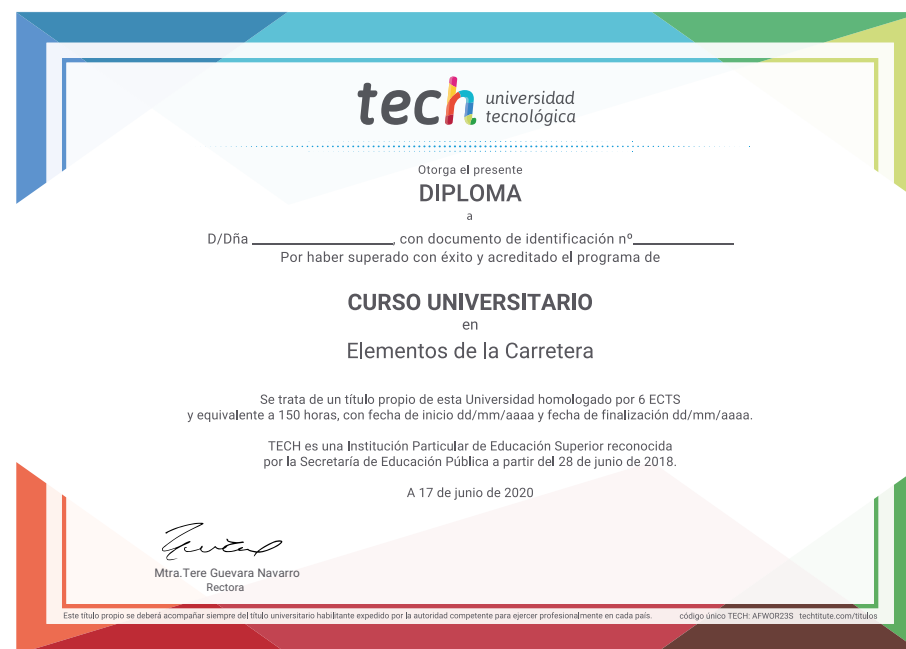 tech universidad
tecnológica
Otorga el presente
DIPLOMA
a
D/Dña ____________________, con documento de identificación nº______________
Por haber superado con éxito y acreditado el programa de
CURSO UNIVERSITARIO
en
Elementos de la Carretera
Se trata de un título propio de esta Universidad homologado por 6 ECTS
y equivalente a 150 horas, con fecha de inicio dd/mm/aaaa y fecha de finalización dd/mm/aaaa.
TECH es una Institución Particular de Educación Superior reconocida
por la Secretaría de Educación Pública a partir del 28 de junio de 2018.
A 17 de junio de 2020
Mtra.Tere Guevara Navarro
Rectora
Este título propio se deberá acompañar siempre del título universitario habilitante expedido por la autoridad competente para ejercer profesionalmente en cada país. código único TECH: AFWOR23S techtitute.com/titulos